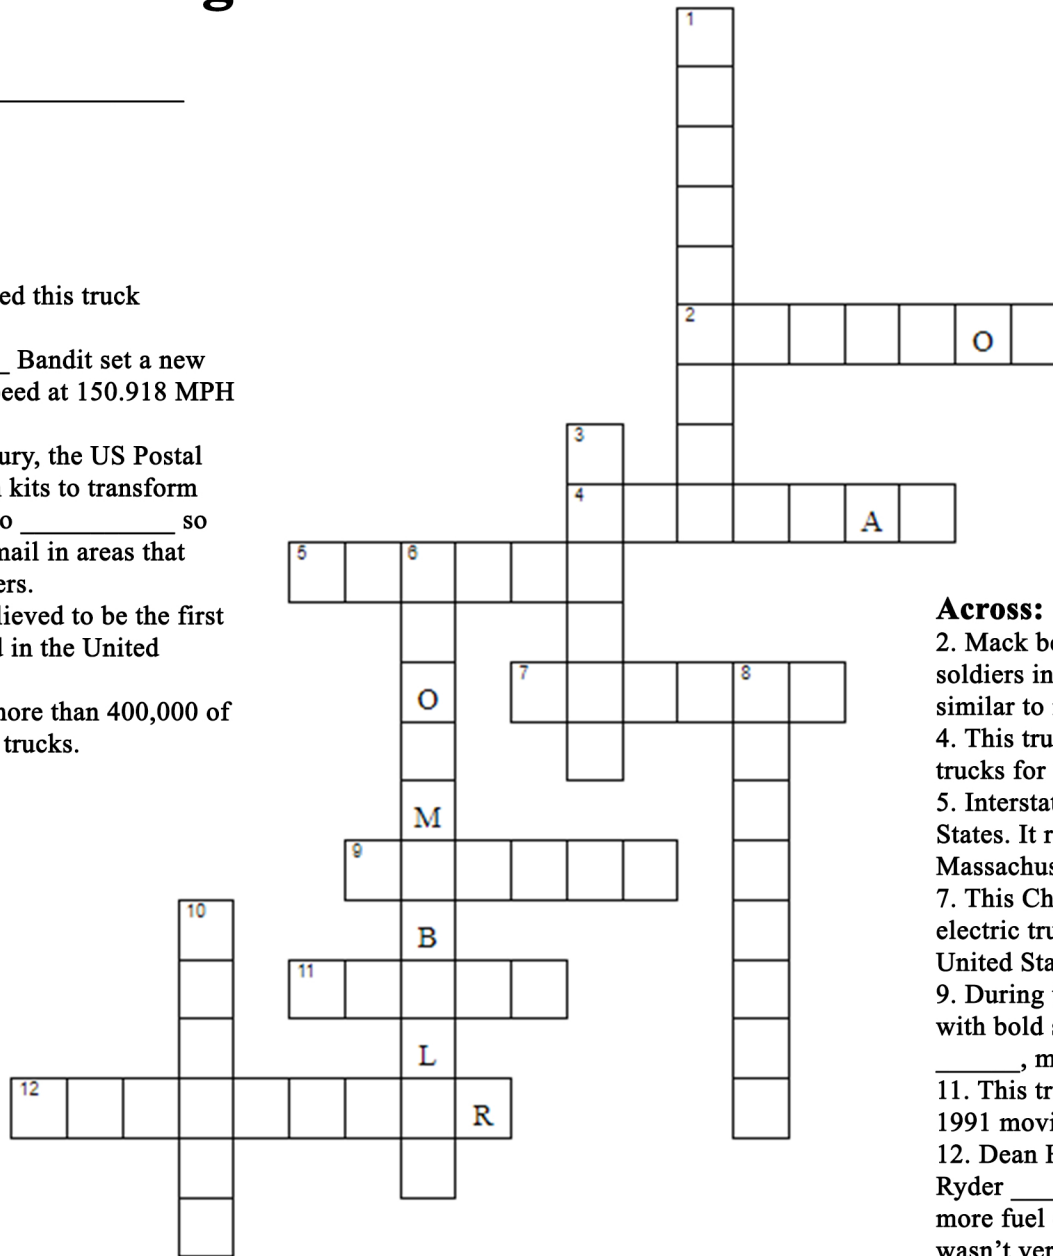 g
1
ed this truck
2
O
_ Bandit set a new
eed at 150.918 MPH
3
ury, the US Postal
kits to transform
4
A
o ___________ so
mail in areas that
5
6
ers.
lieved to be the first
Across:
d in the United
2. Mack be
soldiers in
7
8
O
similar to
more than 400,000 of
4. This tru
trucks.
trucks for
5. Interstat
M
States. It r
9
Massachus
7. This Ch
10
electric tru
B
United Sta
11
9. During
with bold s
L
______, m
12
11. This tr
R
1991 movi
12. Dean
Ryder ___
more fuel
wasn’t ver